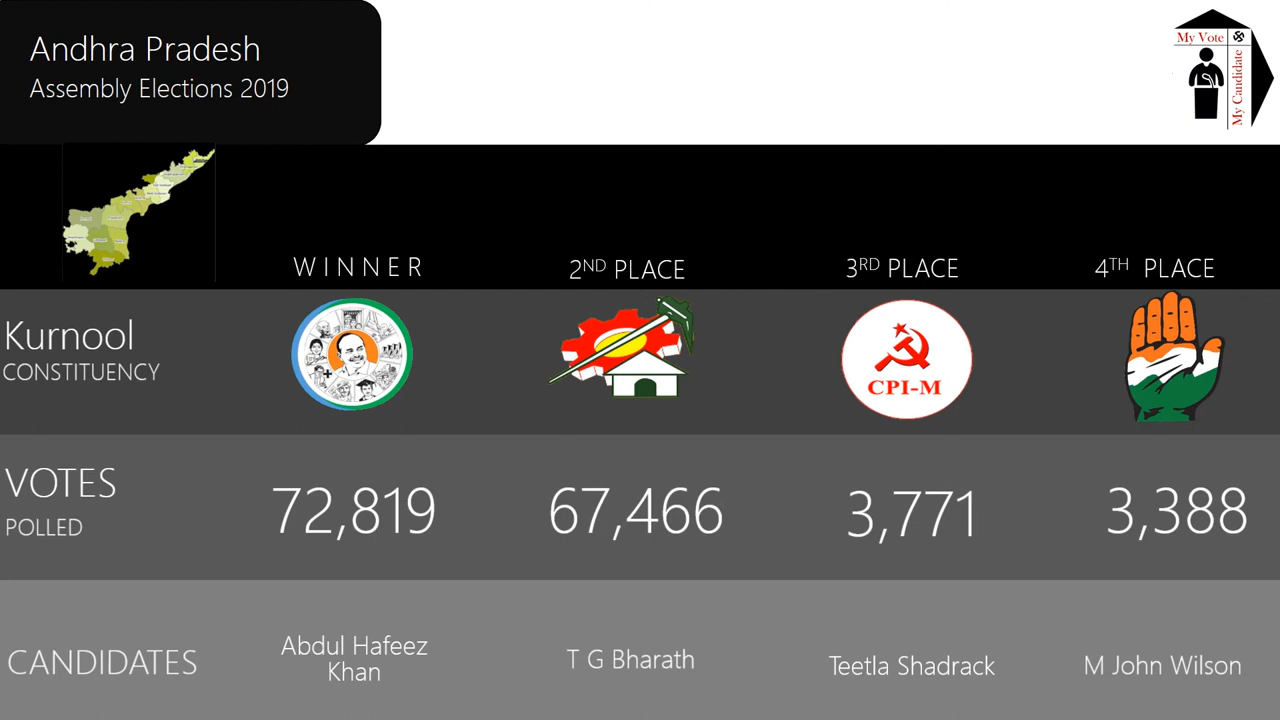 Andhra Pradesh
Assembly Elections 2019
My Vote
My Candidate
WINNER
2ND PLACE
3RD PLACE
4TH PLACE
Kurnool
CONSTITUENCY
CPI-M
VOTES
POLLED
72,819
67,466
3,771
3,388
CANDIDATES
Abdul Hafeez
Khan
T G Bharath
Teetla Shadrack
M John Wilson